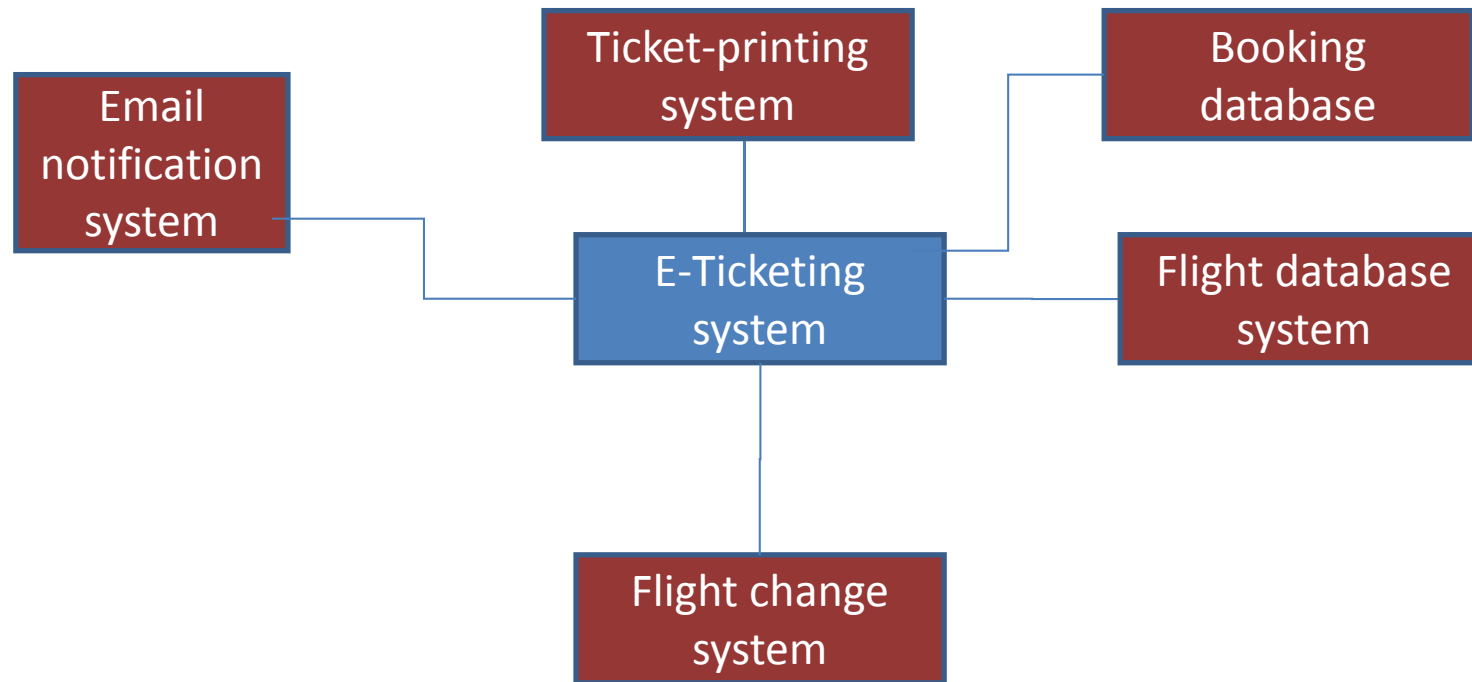 Ticket-printing
system
Booking
database
Email
notification
system
E-Ticketing
system
Flight database
system
Flight change
system